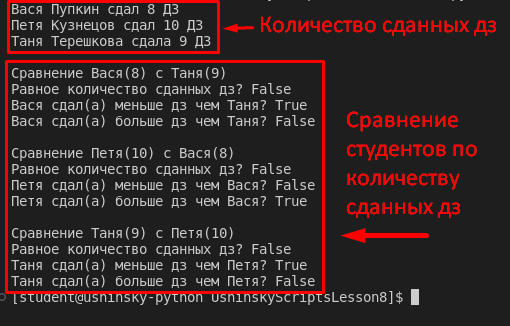 Вася Пупкин сдал 8 ДЗ
Петя Кузнецов сдал 10 ДЗ
Таня Терешкова сдала 9 ДЗ
Количество сданных дз
Сравнение Вася(8) с Таня(9)
Равное количество сданных дз? False
Вася сдал(а) меньше дз чем Таня? True
Вася сдал(а) больше дз чем Таня? False
Сравнение Петя(10) с Вася(8)
Равное количество сданных дз? False
Петя сдал(а) меньше дз чем Вася? False
Петя сдал(а) больше дз чем Вася? True
Сравнение Таня(9) с Петя(10)
Равное количество сданных дз? False
Таня сдал(а) меньше дз чем Петя? True
Таня сдал(а) больше дз чем Петя? False
Сравнение
студентов по
количеству
сданных дз
[student@ushinsky-python UshinskyScriptsLesson8]$